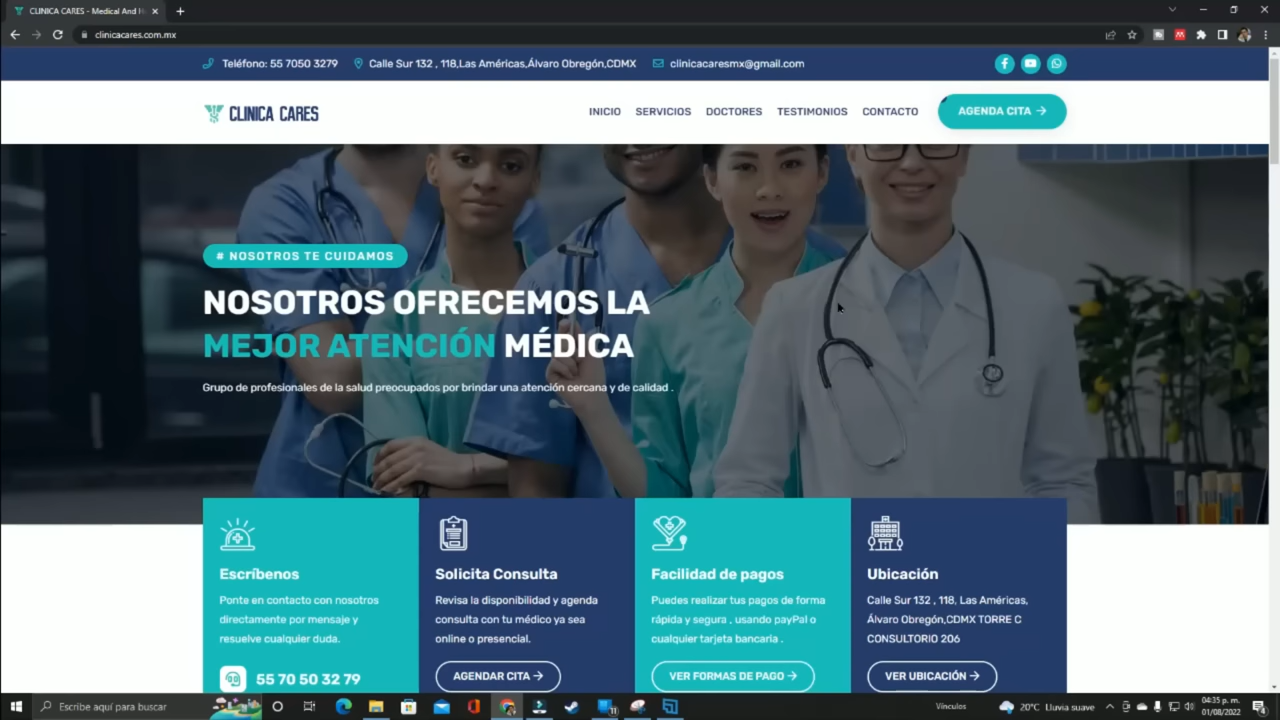 CLINICA CARES - Medical And H
clinicacares.com.mx
Teléfono: 55 7050 3279
Calle Sur 132 , 118,Las Américas,Álvaro Obregón,CDMX
clinicacaresmx@gmail.com
CLINICA CARES
INICIO SERVICIOS DOCTORES TESTIMONIOS CONTACTO
AGENDA CITA →
# NOSOTROS TE CUIDAMOS
NOSOTROS OFRECEMOS LA
MEJOR ATENCIÓN MÉDICA
Grupo de profesionales de la salud preocupados por brindar una atención cercana y de calidad .
Escríbenos
Ponte en contacto con nosotros
directamente por mensaje y
resuelve cualquier duda.
55 70 50 32 79
Solicita Consulta
Revisa la disponibilidad y agenda
consulta con tu médico ya sea
online o presencial.
AGENDAR CITA →
Facilidad de pagos
Puedes realizar tus pagos de forma
rápida y segura , usando payPal o
cualquier tarjeta bancaria .
VER FORMAS DE PAGO →
Ubicación
Calle Sur 132 , 118, Las Américas,
Álvaro Obregón,CDMX TORRE C
CONSULTORIO 206
VER UBICACIÓN →
Escribe aquí para buscar
Vínculos
20°C Lluvia suave
04:35 p. m.
01/08/2022